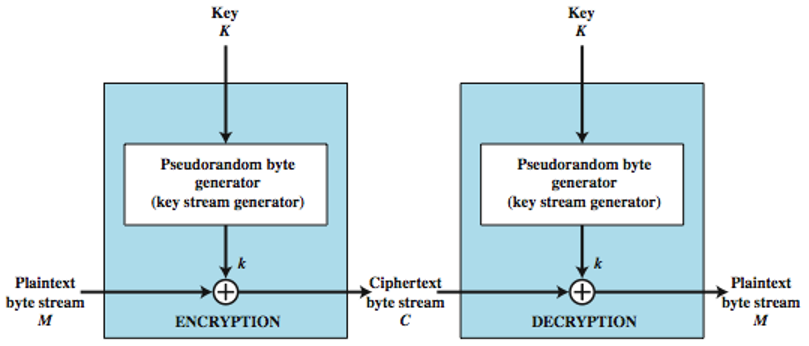 Key
K
Pseudorandom byte
generator
(key stream generator)
k
Plaintext
byte stream
M
ENCRYPTION
Ciphertext
byte stream
C
Key
K
Pseudorandom byte
generator
(key stream generator)
k
DECRYPTION
Plaintext
byte stream
M